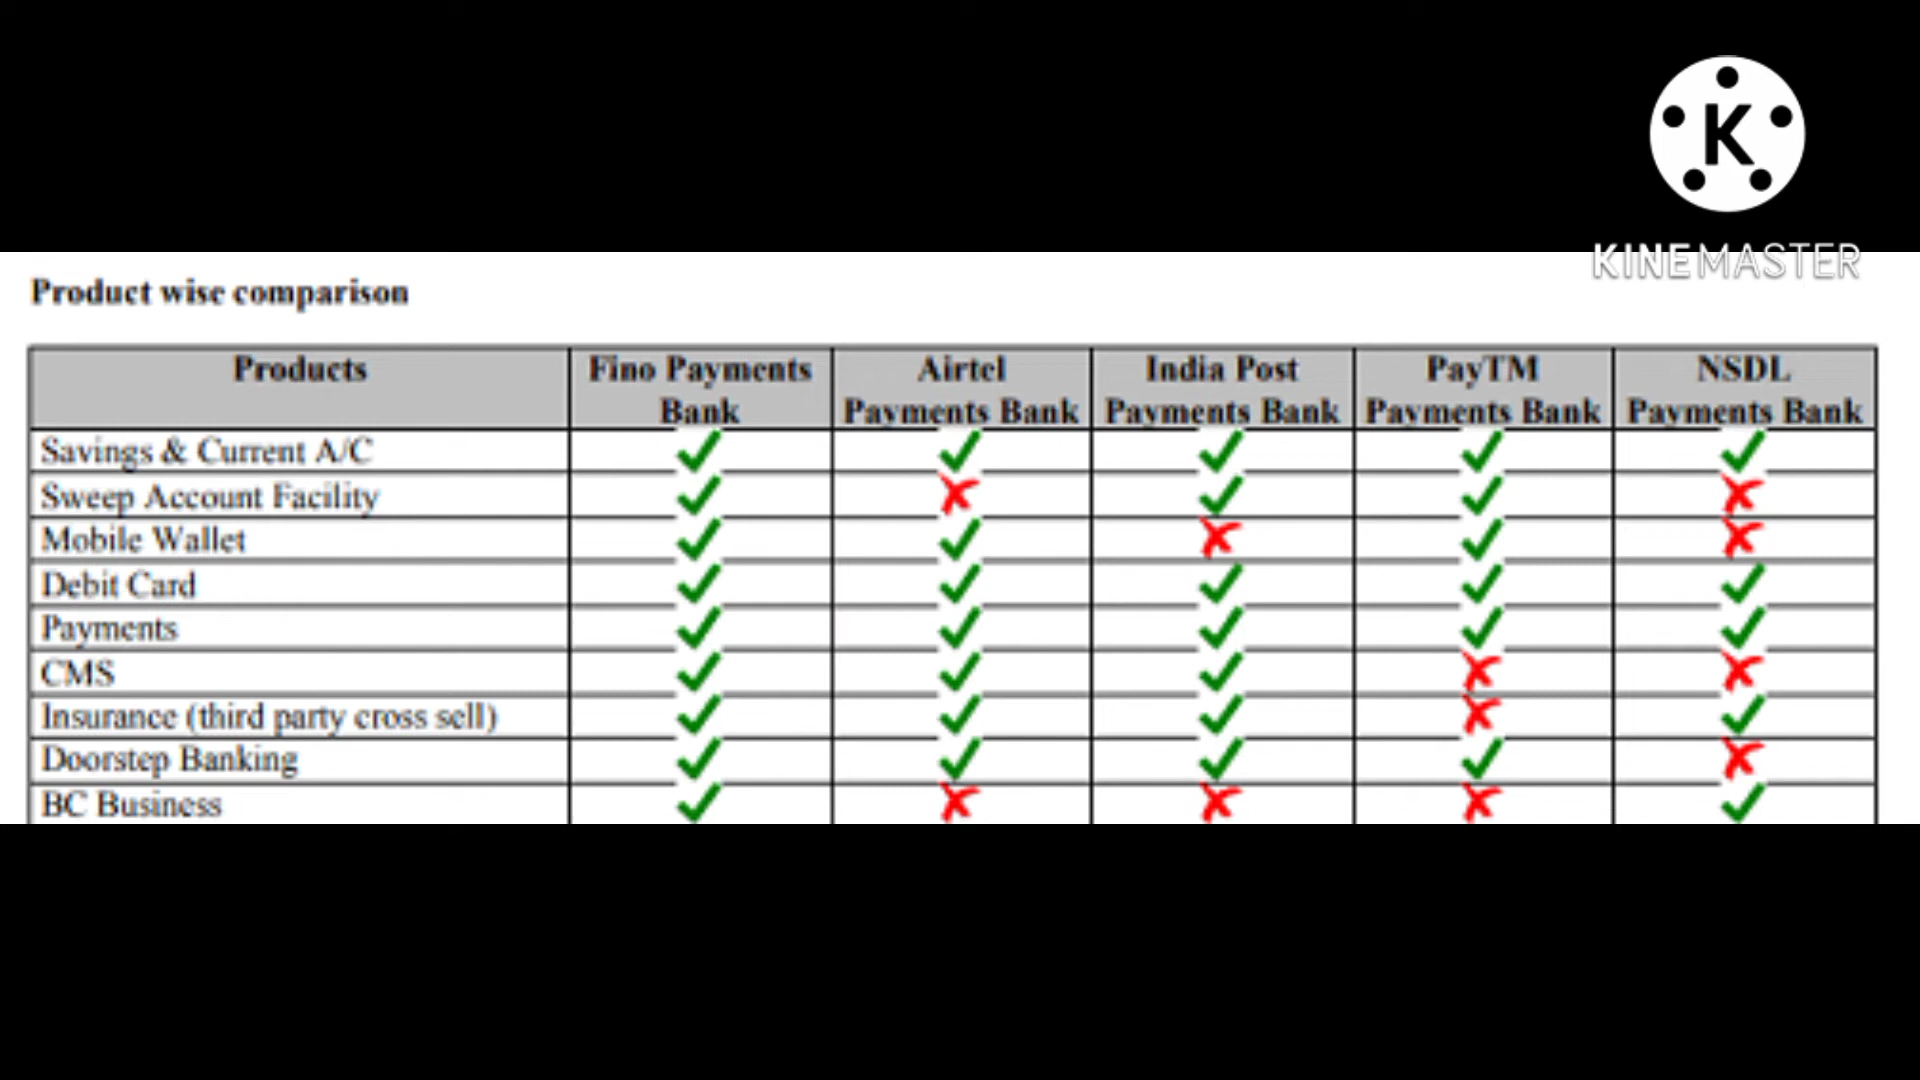 K
KINEMASTER
Product wise comparison
Products Fino Payments Bank Airtel Payments Bank India Post Payments Bank PayTM Payments Bank NSDL Payments Bank
Savings & Current A/C ✓ ✓ ✓ ✓ ✓
Sweep Account Facility ✓ ✗ ✓ ✓ ✗
Mobile Wallet ✓ ✓ ✗ ✓ ✗
Debit Card ✓ ✓ ✓ ✓ ✓
Payments ✓ ✓ ✓ ✓ ✓
CMS ✓ ✓ ✓ ✗ ✗
Insurance (third party cross sell) ✓ ✓ ✓ ✗ ✓
Doorstep Banking ✓ ✓ ✓ ✓ ✗
BC Business ✓ ✗ ✗ ✗ ✓